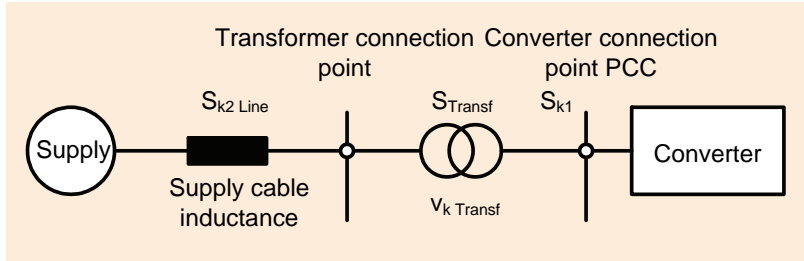 Transformer connection
point
Converter connection
point PCC
Sk2 Line
STransf
Sk1
Supply
Converter
Supply cable
inductance
vk Transf